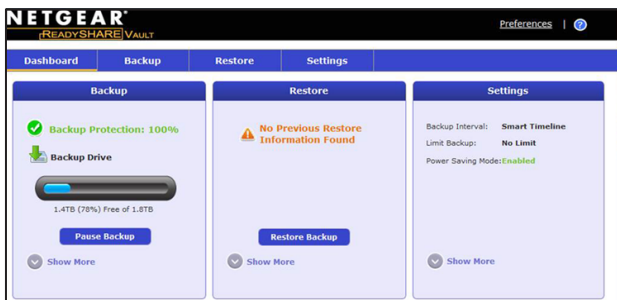 NETGEAR®
READYSHARE VAULT
Preferences | ?
Dashboard Backup Restore Settings
Backup
Backup Protection: 100%
Backup Drive
1.4TB (78%) Free of 1.8TB
Pause Backup
Show More
Restore
No Previous Restore
Information Found
Restore Backup
Show More
Settings
Backup Interval: Smart Timeline
Limit Backup: No Limit
Power Saving Mode: Enabled
Show More